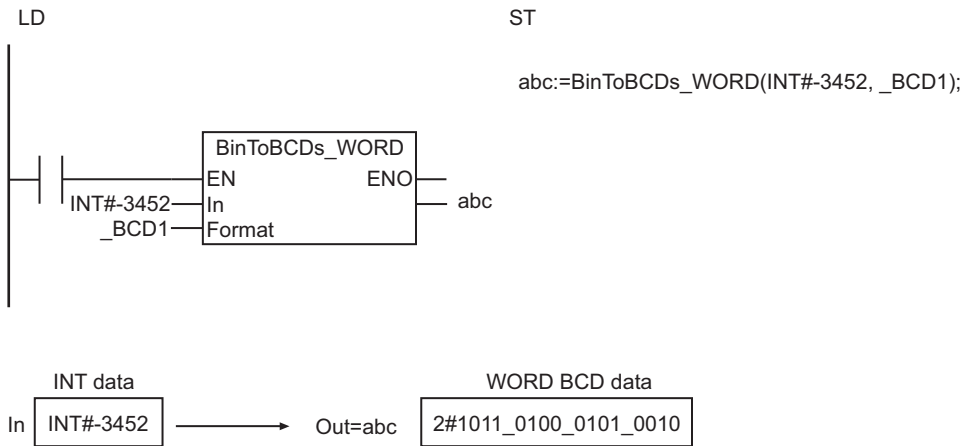 LD
ST
abc:=BinToBCDs_WORD(INT#-3452, _BCD1);
BinToBCDs_WORD
EN ENO
INT#-3452 In abc
_BCD1 Format
INT data WORD BCD data
In INT#-3452 Out=abc 2#1011_0100_0101_0010